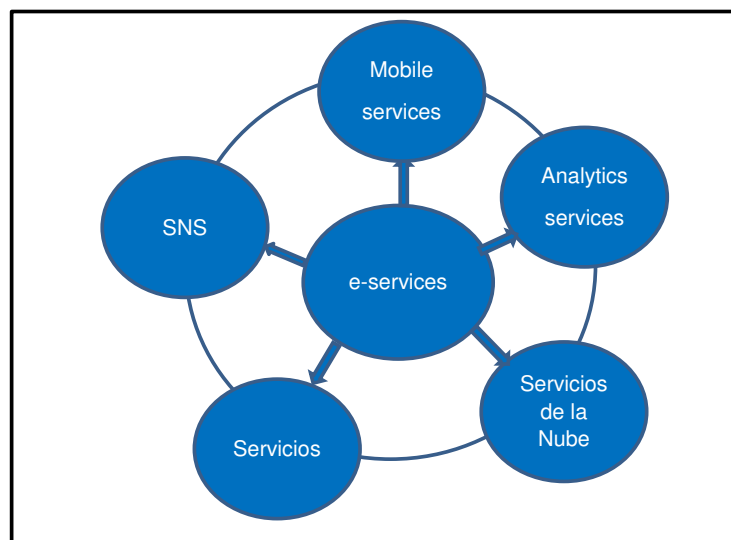 Mobile
services
Analytics
services
SNS
e-services
Servicios
de la
Nube
Servicios